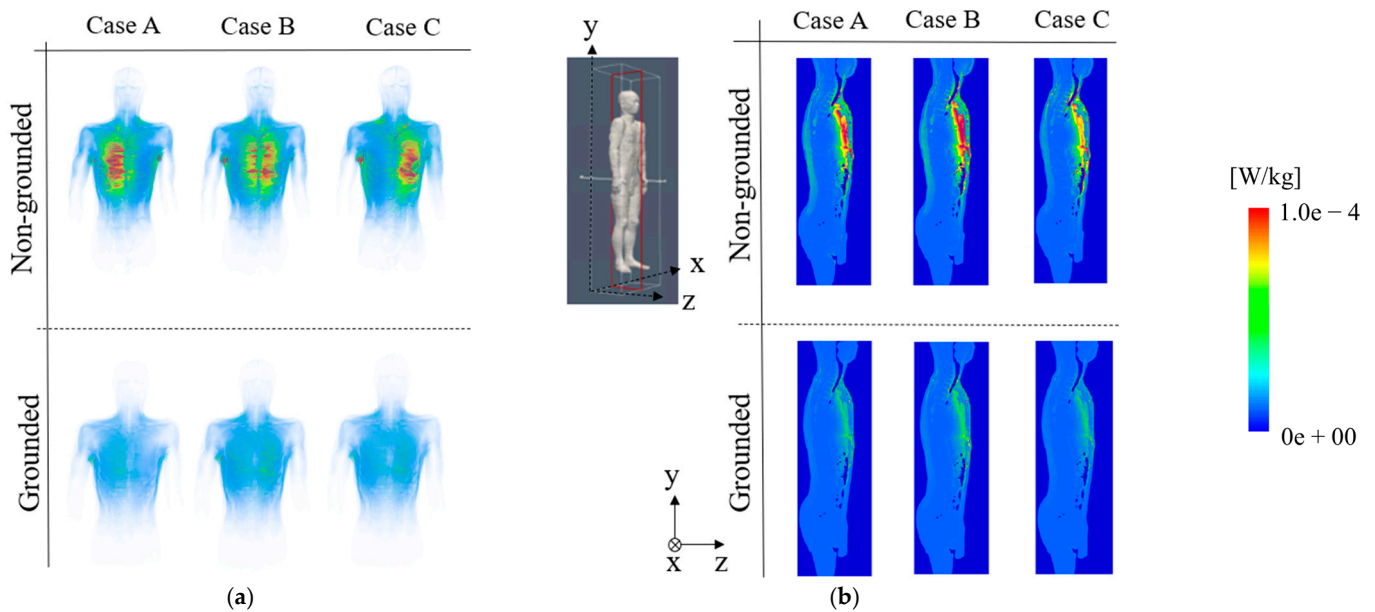 Case A Case B Case C
Non-grounded
Grounded
(a)
y
x
z
y
x z
Case A Case B Case C
Non-grounded
Grounded
(b)
[W/kg]
1.0e − 4
0e + 00